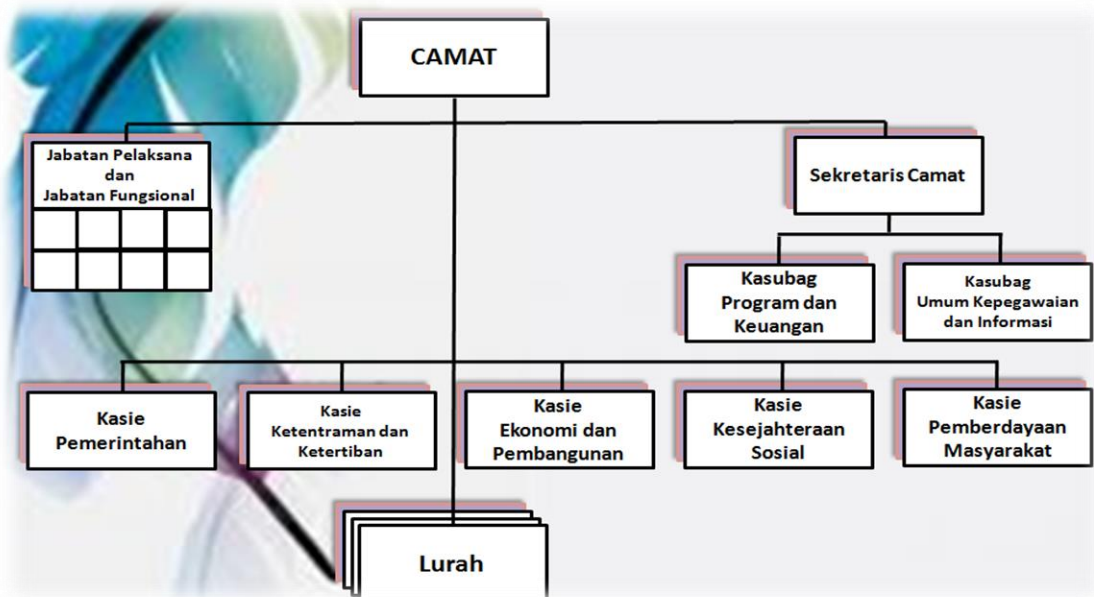 CAMAT
Jabatan Pelaksana
dan
Jabatan Fungsional
Sekretaris Camat
Kasubag
Program dan
Keuangan
Kasubag
Umum Kepegawaian
dan Informasi
Kasie
Pemerintahan
Kasie
Ketentraman dan
Ketertiban
Kasie
Ekonomi dan
Pembangunan
Kasie
Kesejahteraan
Sosial
Kasie
Pemberdayaan
Masyarakat
Lurah